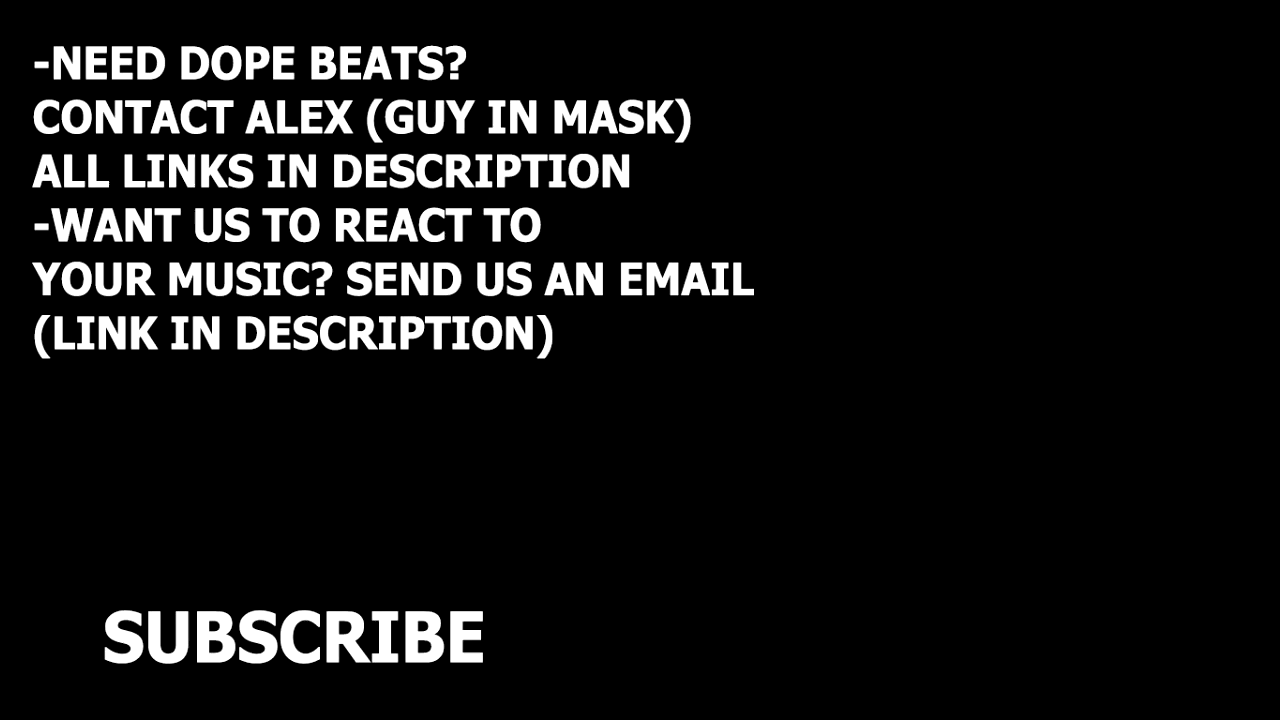 -NEED DOPE BEATS?
CONTACT ALEX (GUY IN MASK)
ALL LINKS IN DESCRIPTION
-WANT US TO REACT TO
YOUR MUSIC? SEND US AN EMAIL
(LINK IN DESCRIPTION)
SUBSCRIBE